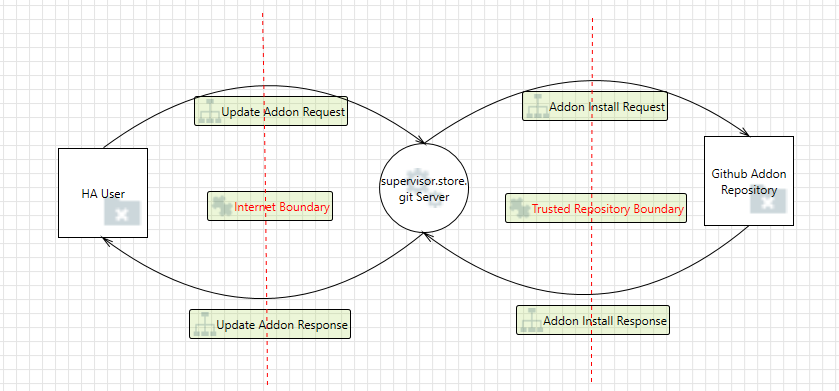 Update Addon Request
Addon Install Request
HA User
supervisor.store.
git Server
Github Addon
Repository
Internet Boundary
Trusted Repository Boundary
Update Addon Response
Addon Install Response